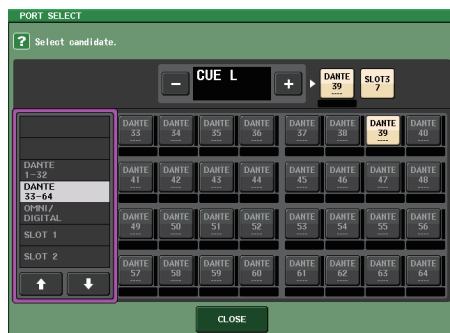 PORT SELECT
? Select candidate.
− CUE L +
DANTE 39 ----
SLOT3 7
DANTE 1-32
DANTE 33-64
OMNI/ DIGITAL
SLOT 1
SLOT 2
DANTE 33 ---- DANTE 34 ---- DANTE 35 ---- DANTE 36 ---- DANTE 37 ---- DANTE 38 ---- DANTE 39 ---- DANTE 40 ----
DANTE 41 ---- DANTE 42 ---- DANTE 43 ---- DANTE 44 ---- DANTE 45 ---- DANTE 46 ---- DANTE 47 ---- DANTE 48 ----
DANTE 49 ---- DANTE 50 ---- DANTE 51 ---- DANTE 52 ---- DANTE 53 ---- DANTE 54 ---- DANTE 55 ---- DANTE 56 ----
DANTE 57 ---- DANTE 58 ---- DANTE 59 ---- DANTE 60 ---- DANTE 61 ---- DANTE 62 ---- DANTE 63 ---- DANTE 64 ----
CLOSE